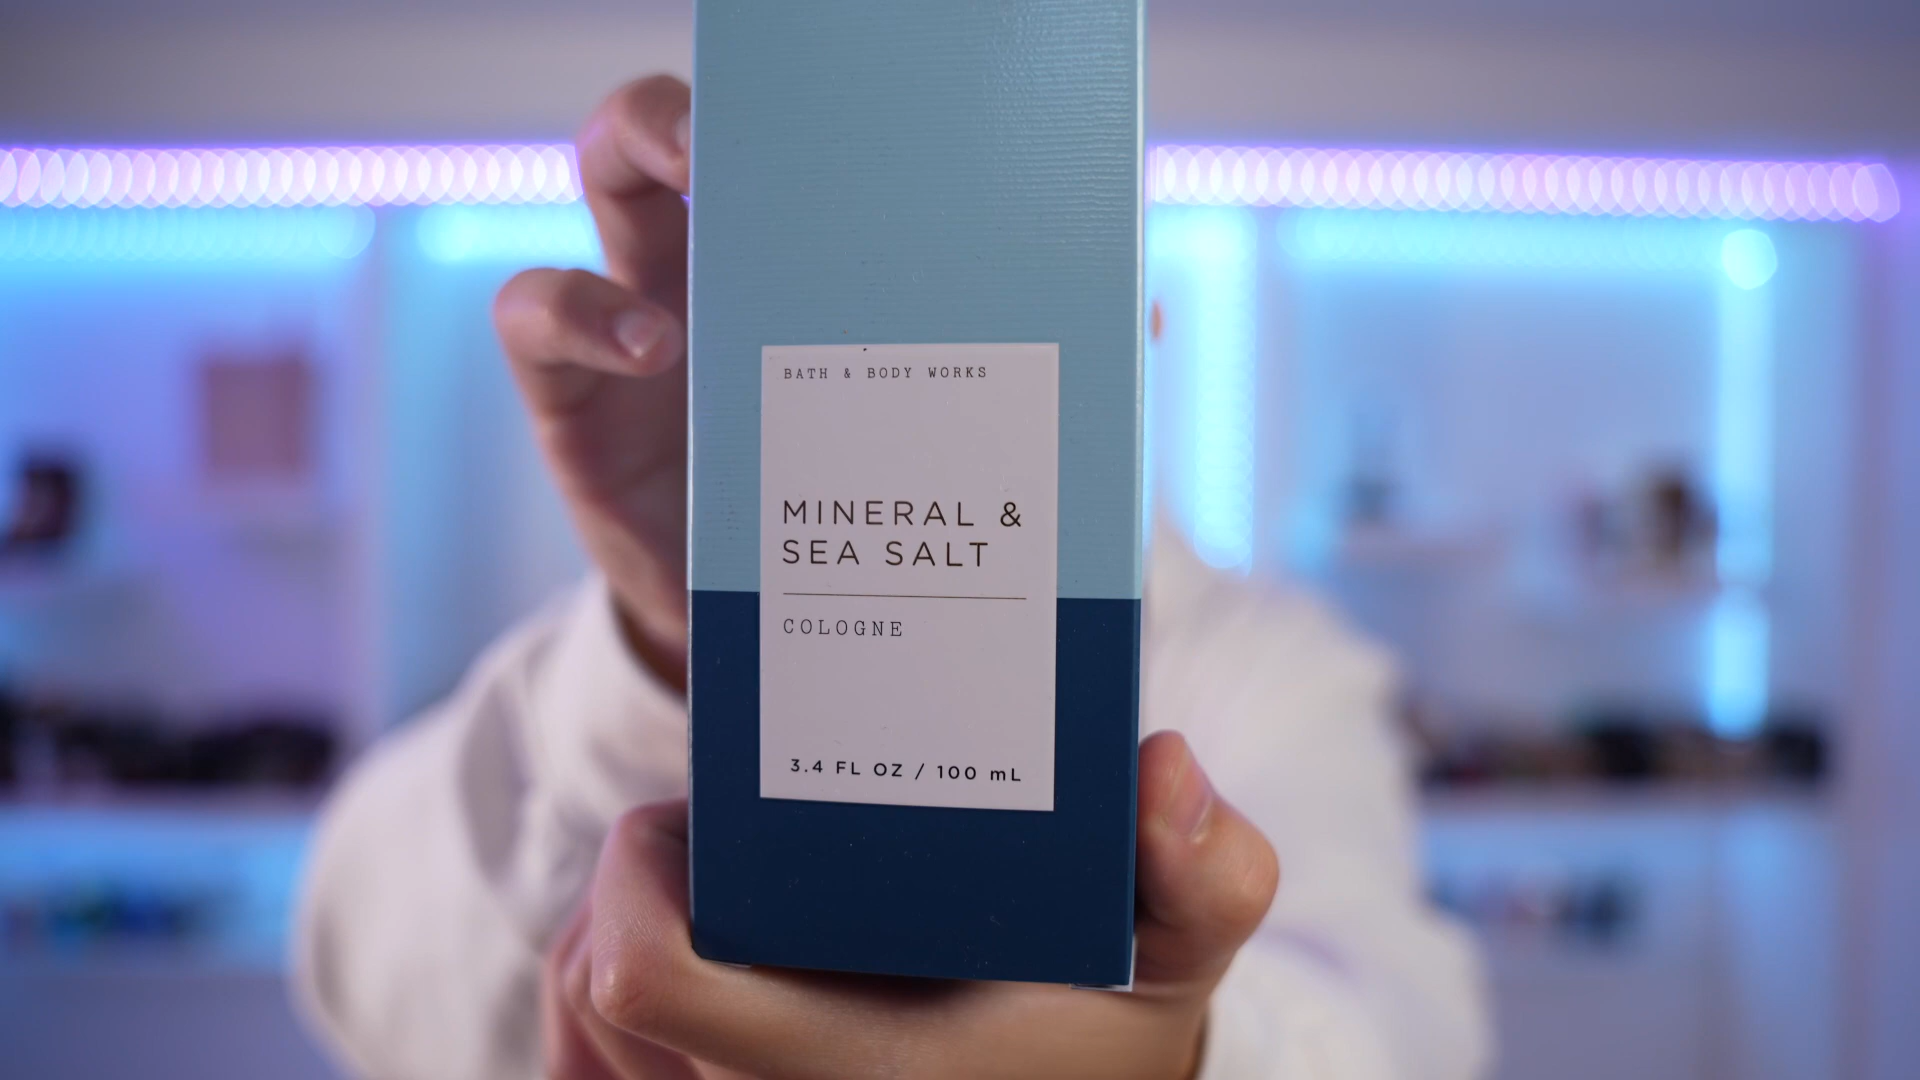 BATH & BODY WORKS
MINERAL &
SEA SALT
COLOGNE
3.4 FL OZ / 100 mL